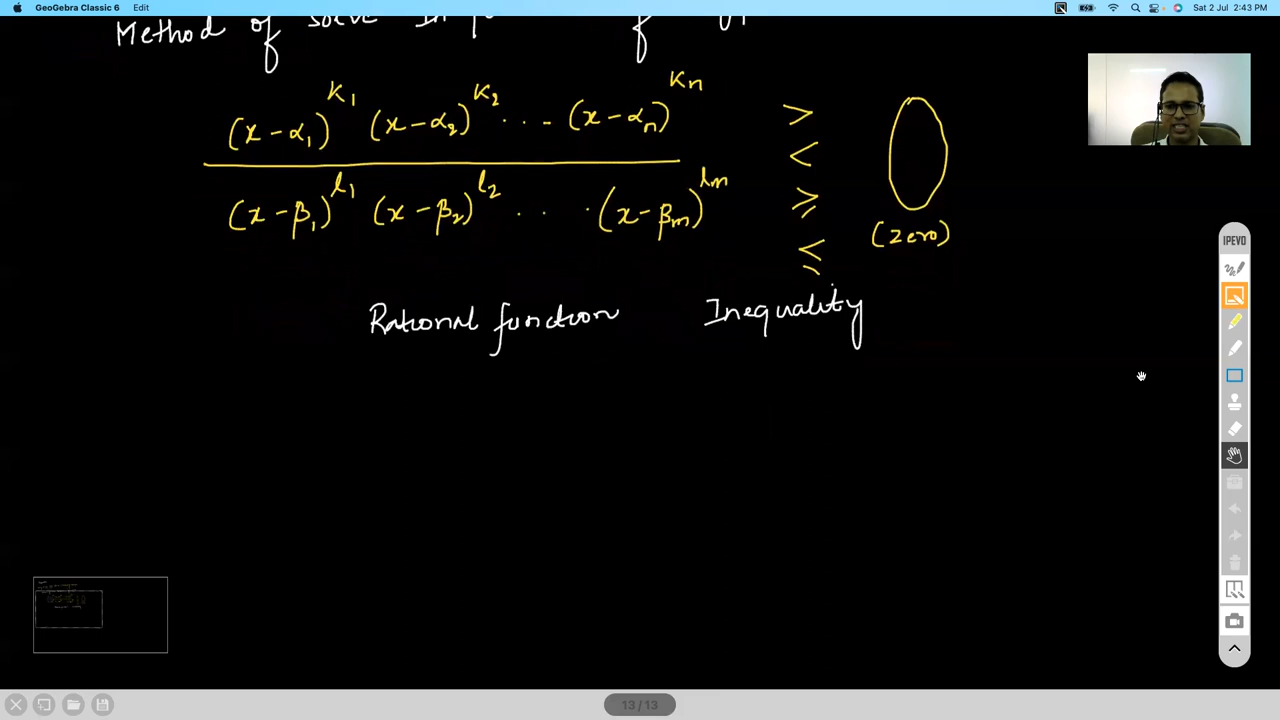 GeoGebra Classic 6 Edit Sat 2 Jul 2:43 PM
Method of solve
(x-α₁)^K₁ (x-α₂)^K₂ ... (x-αₙ)^Kn
>
<
≥
≤
0
(x-β₁)^l₁ (x-β₂)^l₂ ... (x-βₘ)^lm
(zero)
IPEVO
Rational function Inequality
13/13